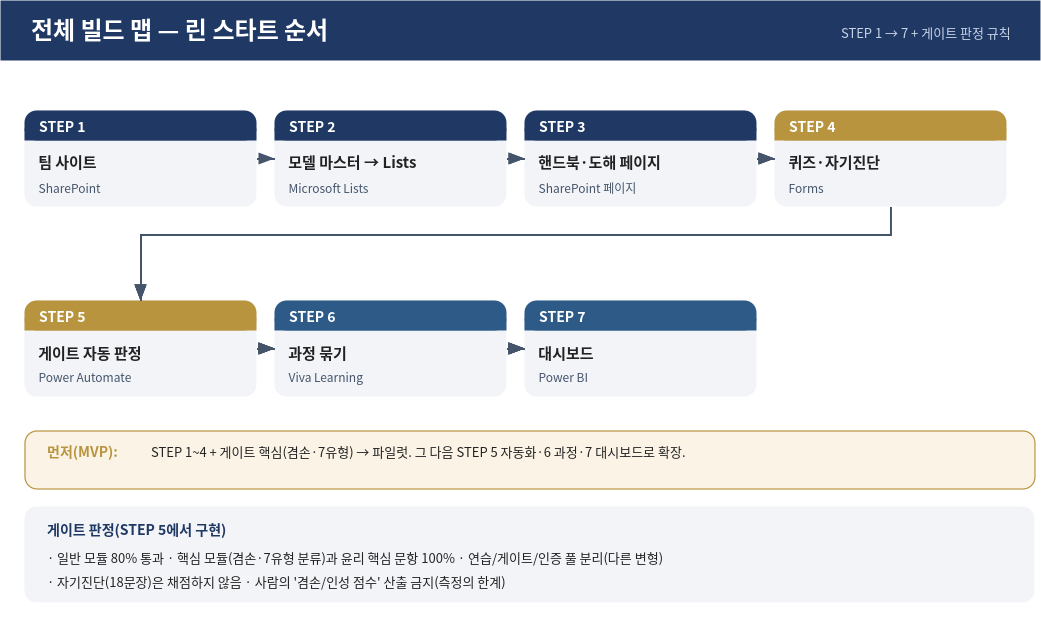 전체 빌드 맵 — 린 스타트 순서
STEP 1 → 7 + 게이트 판정 규칙
STEP 1
팀 사이트
SharePoint
STEP 2
모델 마스터 → Lists
Microsoft Lists
STEP 3
핸드북·도해 페이지
SharePoint 페이지
STEP 4
퀴즈·자기진단
Forms
STEP 5
게이트 자동 판정
Power Automate
STEP 6
과정 묶기
Viva Learning
STEP 7
대시보드
Power BI
먼저(MVP): STEP 1~4 + 게이트 핵심(겸손·7유형) → 파일럿. 그 다음 STEP 5 자동화·6 과정·7 대시보드로 확장.
게이트 판정(STEP 5에서 구현)
· 일반 모듈 80% 통과 · 핵심 모듈(겸손·7유형 분류)과 윤리 핵심 문항 100% · 연습/게이트/인증 풀 분리(다른 변형)
· 자기진단(18문장)은 채점하지 않음 · 사람의 '겸손/인성 점수' 산출 금지(측정의 한계)